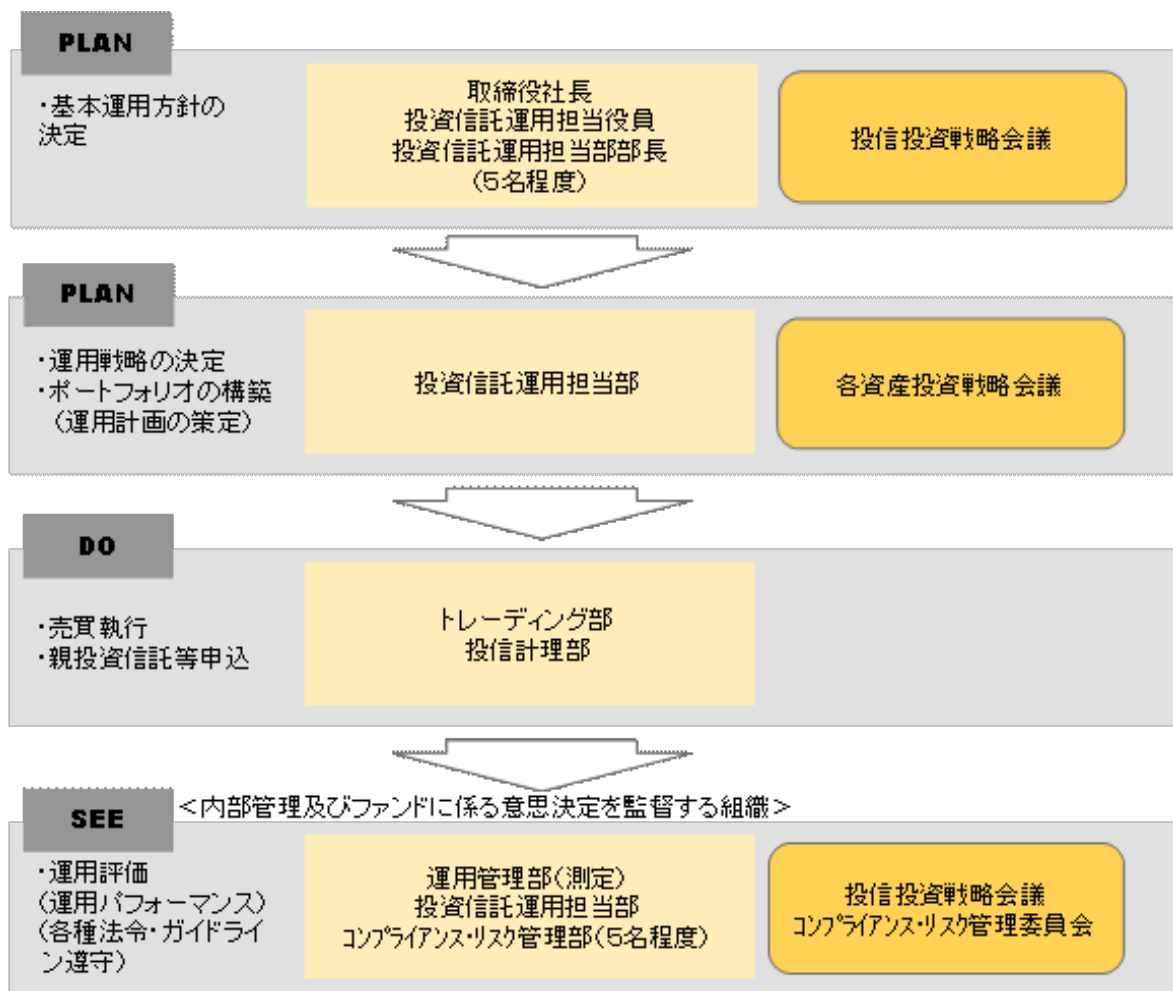 PLAN
・基本運用方針の
決定
取締役社長
投資信託運用担当役員
投資信託運用担当部部長
(5名程度)
投信投資戦略会議
PLAN
・運用戦略の決定
・ポートフォリオの構築
(運用計画の策定)
投資信託運用担当部
各資産投資戦略会議
DO
・売買執行
・親投資信託等申込
トレーディング部
投信計理部
SEE
＜内部管理及びファンドに係る意思決定を監督する組織＞
・運用評価
(運用パフォーマンス)
(各種法令・ガイドライ
ン遵守)
運用管理部(測定)
投資信託運用担当部
コンプライアンス・リスク管理部(5名程度)
投信投資戦略会議
コンプライアンス・リスク管理委員会